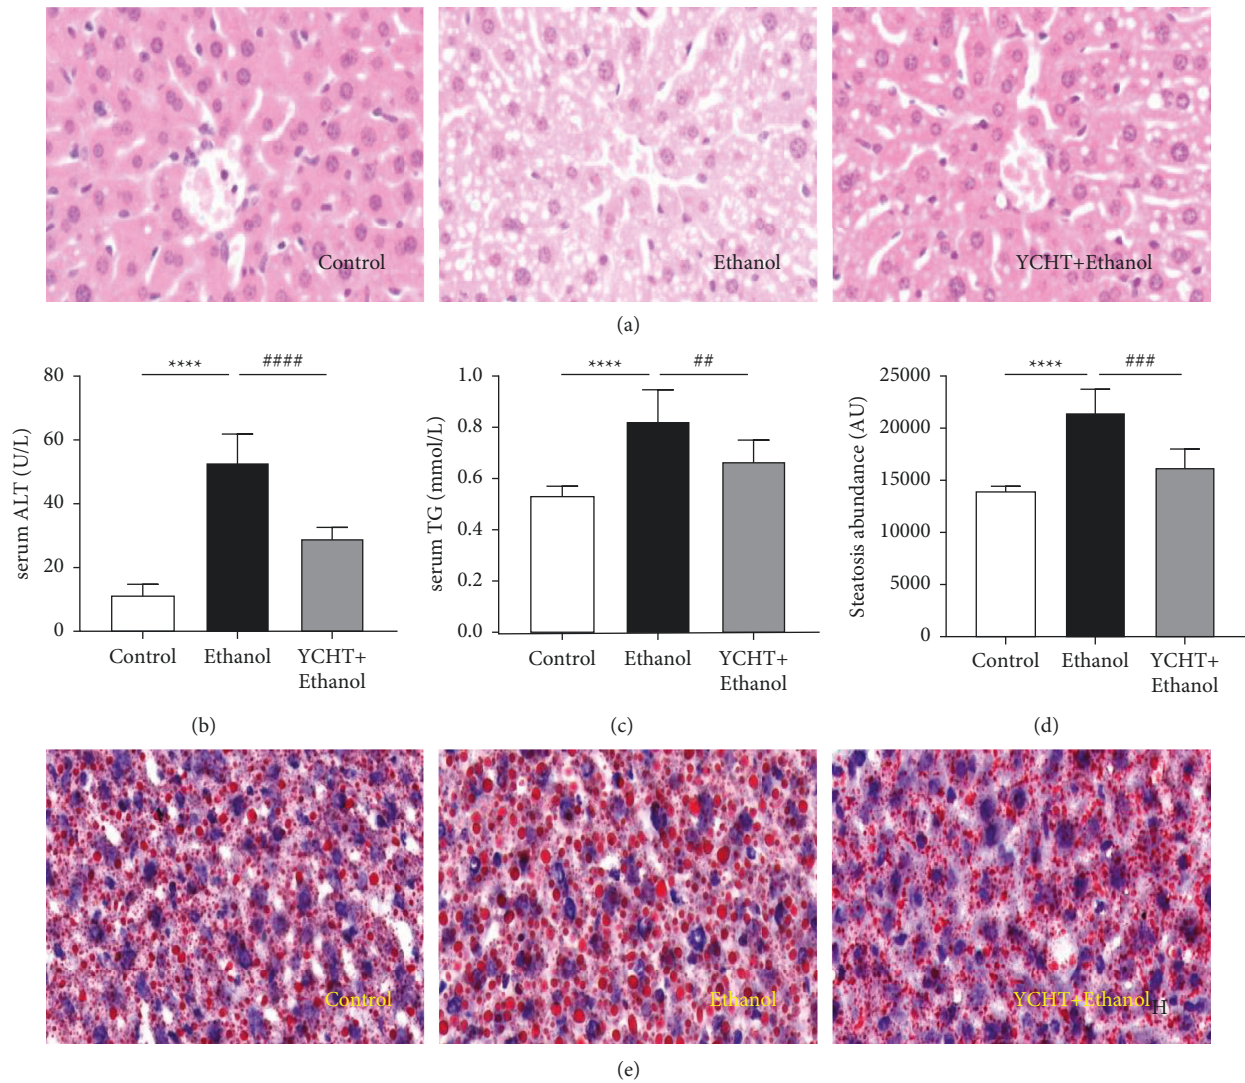 Control
Ethanol
YCHT+Ethanol
(a)
serum ALT (U/L)
80
60
40
20
0
****
####
Control
Ethanol
YCHT+
Ethanol
(b)
serum TG (mmol/L)
1.0
0.8
0.6
0.4
0.2
0.0
****
##
Control
Ethanol
YCHT+
Ethanol
(c)
Steatosis abundance (AU)
25000
20000
15000
10000
5000
0
****
###
Control
Ethanol
YCHT+
Ethanol
(d)
Control
Ethanol
YCHT+Ethanol
H
(e)